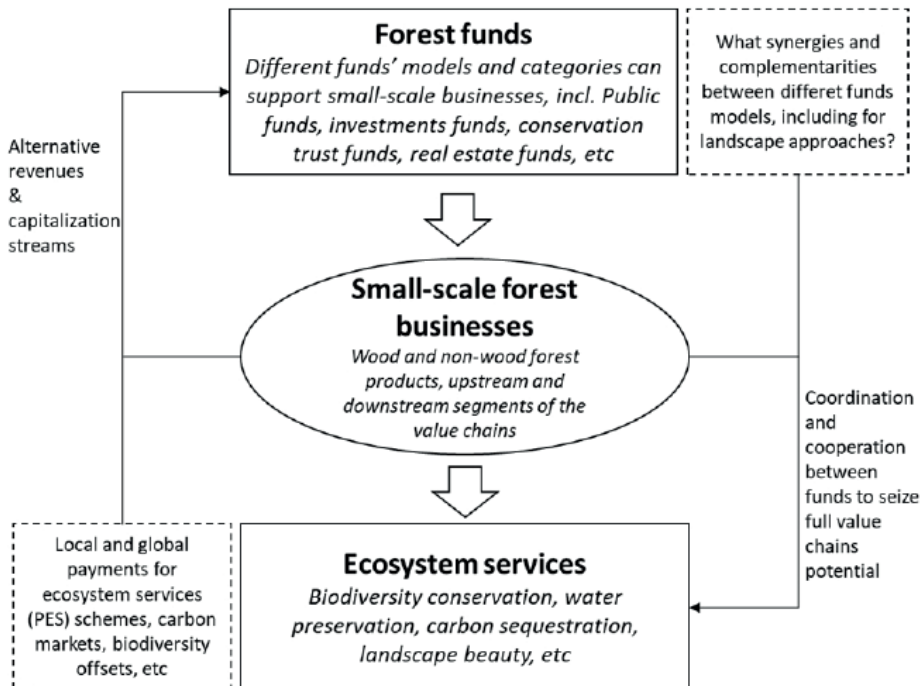 Forest funds
Different funds' models and categories can
support small-scale businesses, incl. Public
funds, investments funds, conservation
trust funds, real estate funds, etc
What synergies and
complementarities
between differet funds
models, including for
landscape approaches?
Alternative
revenues
&
capitalization
streams
Small-scale forest
businesses
Wood and non-wood forest
products, upstream and
downstream segments of the
value chains
Coordination
and
cooperation
between
funds to seize
full value
chains
potential
Local and global
payments for
ecosystem services
(PES) schemes, carbon
markets, biodiversity
offsets, etc
Ecosystem services
Biodiversity conservation, water
preservation, carbon sequestration,
landscape beauty, etc